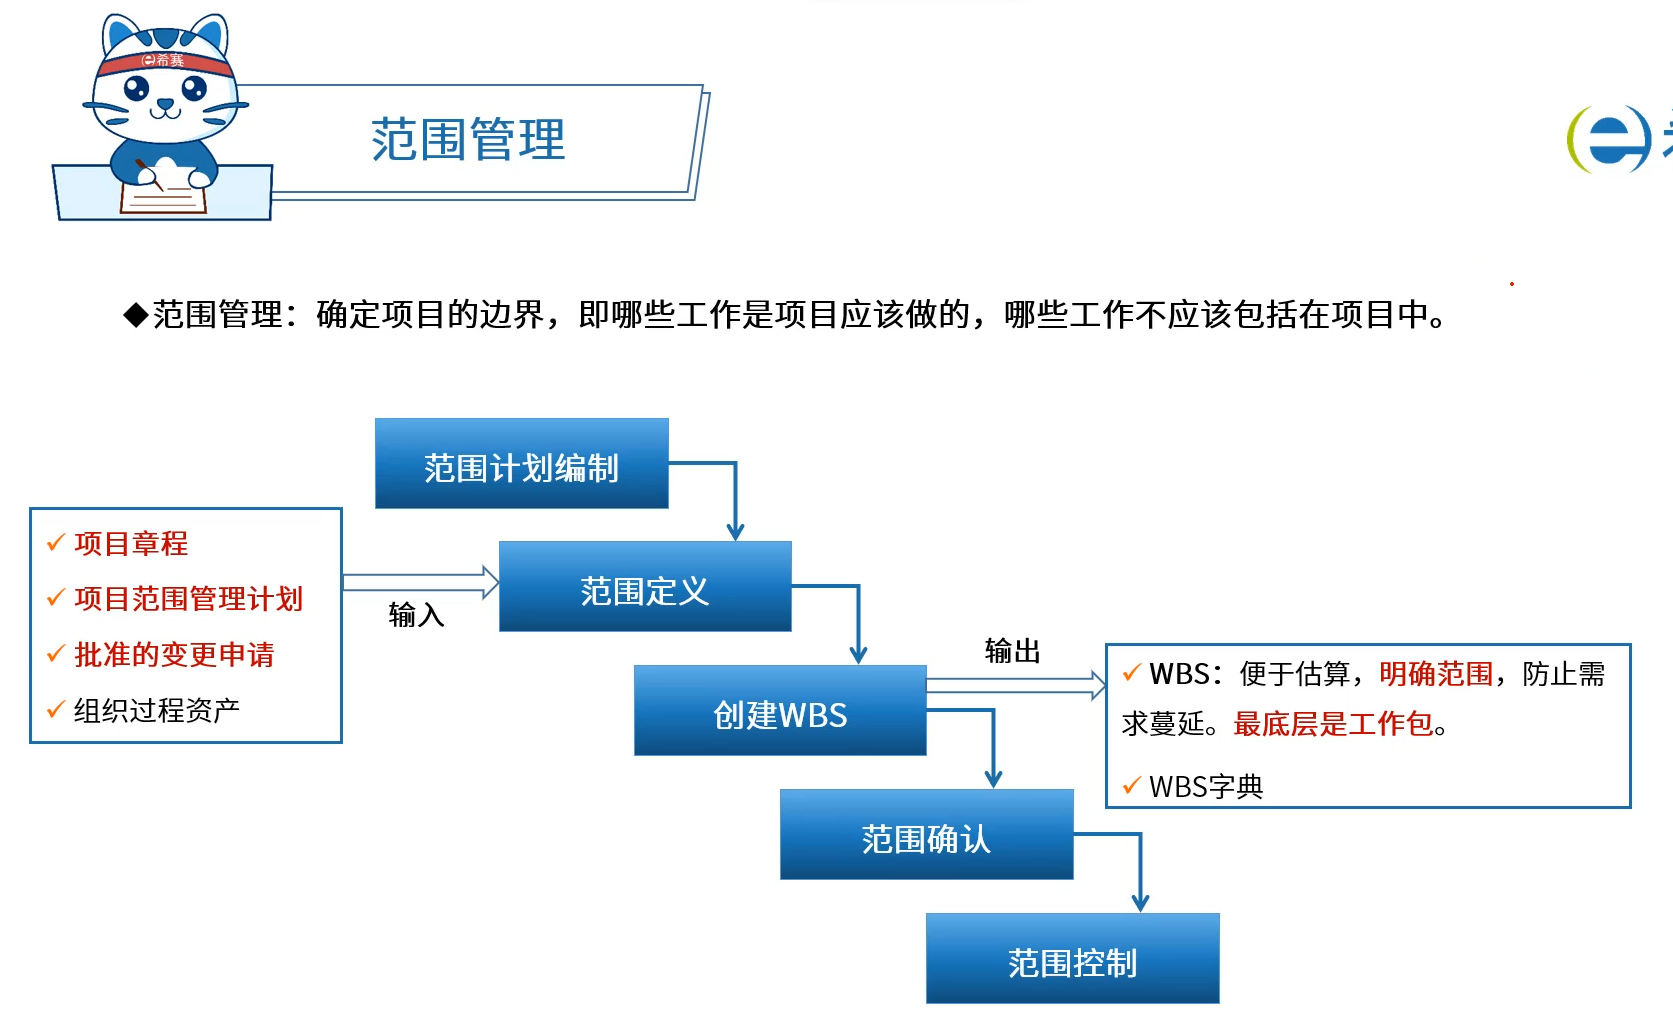 e希赛
范围管理
◆范围管理：确定项目的边界，即哪些工作是项目应该做的，哪些工作不应该包括在项目中。
范围计划编制
✓ 项目章程
✓ 项目范围管理计划
✓ 批准的变更申请
✓ 组织过程资产
输入
范围定义
创建WBS
输出
✓ WBS：便于估算，明确范围，防止需
求蔓延。最底层是工作包。
✓ WBS字典
范围确认
范围控制